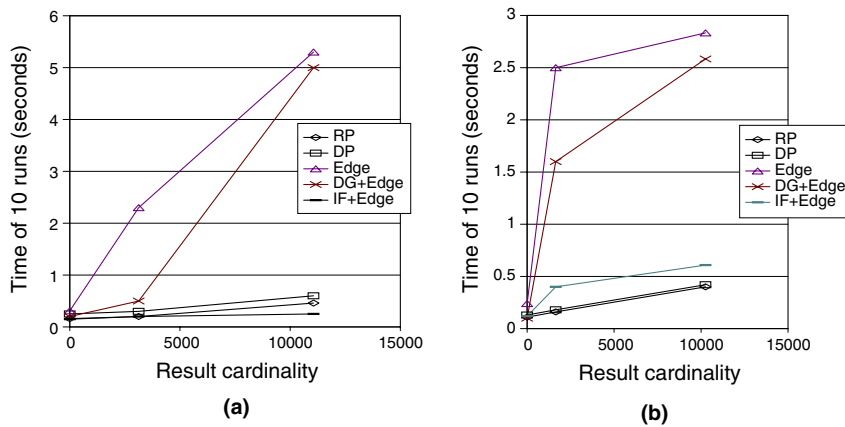 6
5
4
3
2
1
0
0
5000
10000
15000
Time of 10 runs (seconds)
Result cardinality
RP
DP
Edge
DG+Edge
IF+Edge
(a)
3
2.5
2
1.5
1
0.5
0
0
5000
10000
15000
Time of 10 runs (seconds)
Result cardinality
RP
DP
Edge
DG+Edge
IF+Edge
(b)